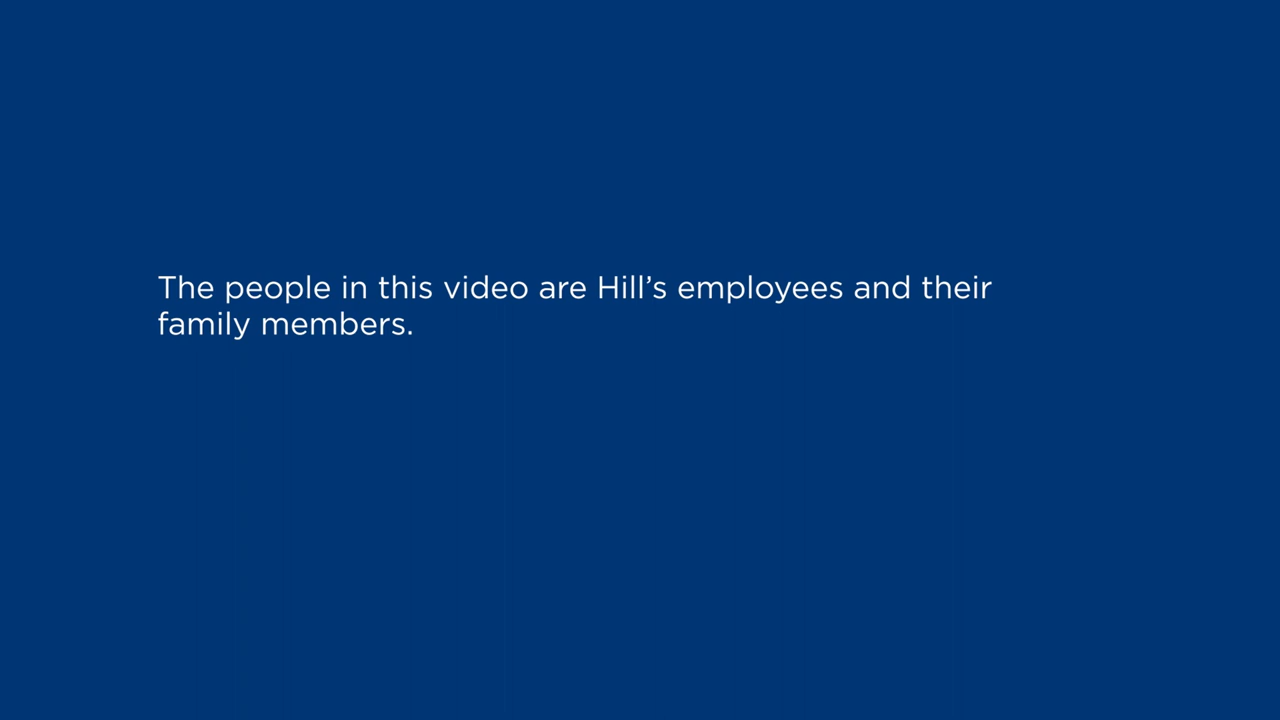 The people in this video are Hill’s employees and their
family members.